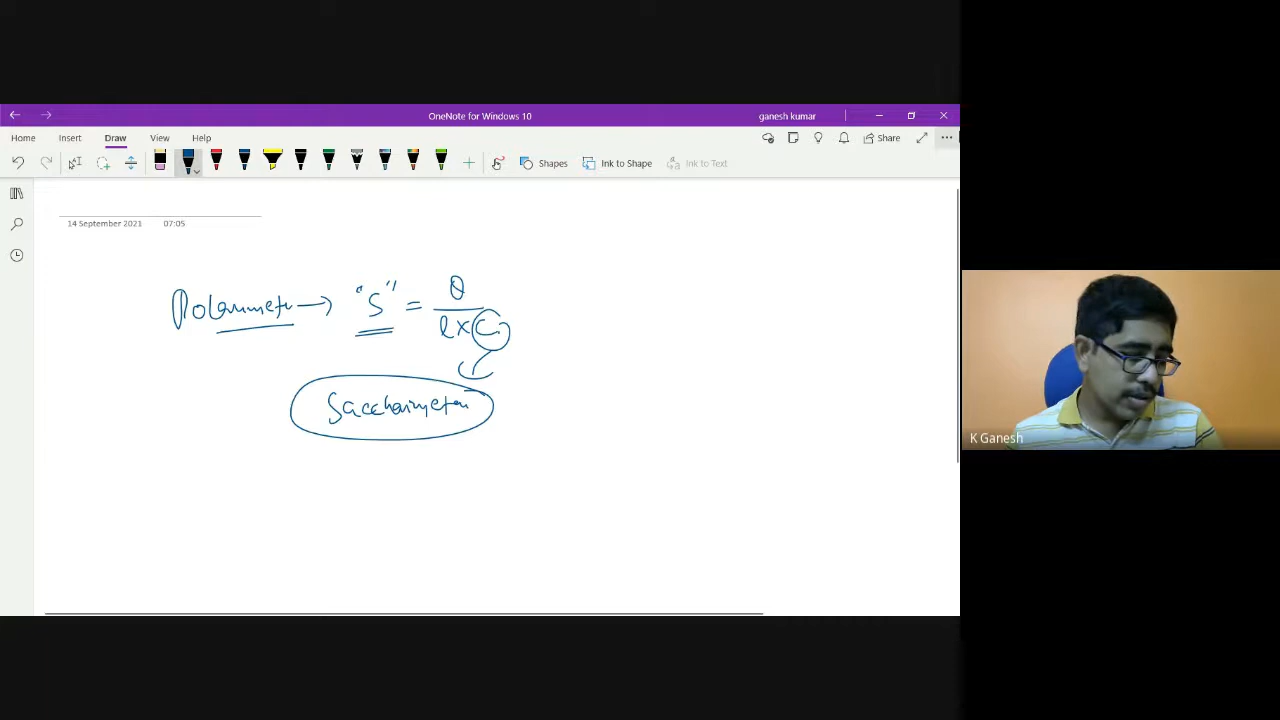 OneNote for Windows 10
ganesh kumar
Home Insert Draw View Help
Share
Shapes Ink to Shape Ink to Text
14 September 2021 07:05
Polarimeter → "S" = θ
l x C
Saccharimeter
K Ganesh